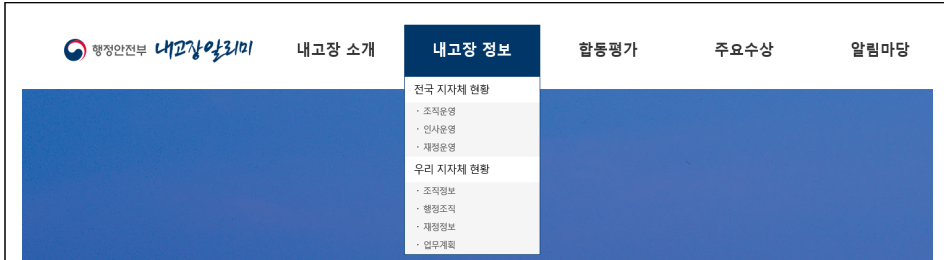 행정안전부 내고장알리미 내고장 소개 내고장 정보 합동평가 주요수상 알림마당
전국 지자체 현황
· 조직운영
· 인사운영
· 재정운영
우리 지자체 현황
· 조직정보
· 행정조직
· 재정정보
· 업무계획